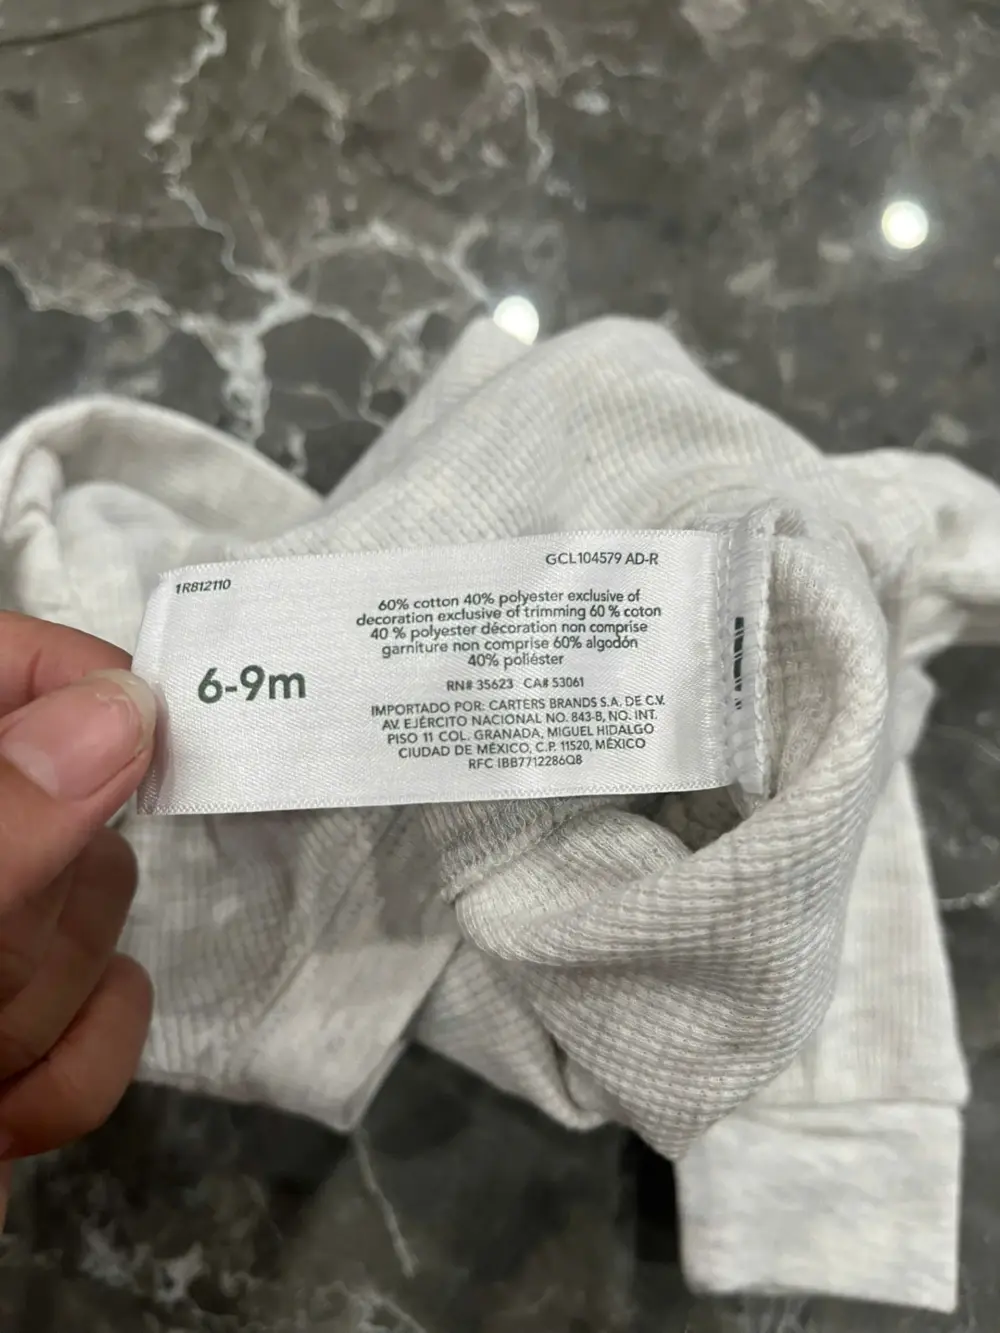 GCL104579 AD-R
1R812110
60% cotton 40% polyester exclusive of
decoration exclusive of trimming 60 % coton
40 % polyester décoration non comprise
garniture non comprise 60% algodón
40% poliéster
6-9m
RN# 35623 CA# 53061
IMPORTADO POR: CARTERS BRANDS S.A. DE C.V.
AV. EJÉRCITO NACIONAL NO. 843-B, NO. INT.
PISO 11 COL. GRANADA, MIGUEL HIDALGO
CIUDAD DE MÉXICO, C.P. 11520, MÉXICO
RFC IBB7712286Q8